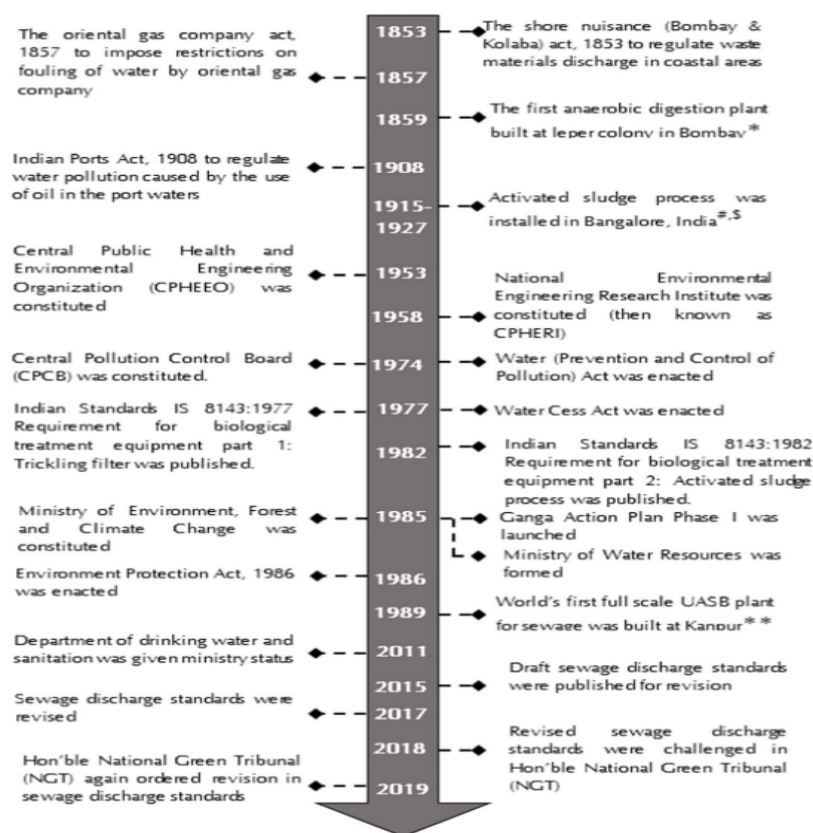 1853
The shore nuisance (Bombay &
Kolaba) act, 1853 to regulate waste
materials discharge in coastal areas
The oriental gas company act,
1857 to impose restrictions on
fouling of water by oriental gas
company
1857
1859
The first anaerobic digestion plant
built at leper colony in Bombay*
Indian Ports Act, 1908 to regulate
water pollution caused by the use
of oil in the port waters
1908
1915-
1927
Activated sludge process was
installed in Bangalore, India#,$
Central Public Health and
Environmental Engineering
Organization (CPHEEO) was
constituted
1953
1958
National Environmental
Engineering Research Institute was
constituted (then known as
CPHERI)
Central Pollution Control Board
(CPCB) was constituted.
1974
Water (Prevention and Control of
Pollution) Act was enacted
Indian Standards IS 8143:1977
Requirement for biological
treatment equipment part 1:
Trickling filter was published.
1977
Water Cess Act was enacted
1982
Indian Standards IS 8143:1982
Requirement for biological treatment
equipment part 2: Activated sludge
process was published.
Ministry of Environment, Forest
and Climate Change was
constituted
1985
Ganga Action Plan Phase I was
launched
Ministry of Water Resources was
formed
Environment Protection Act, 1986
was enacted
1986
1989
World's first full scale UASB plant
for sewage was built at Kanpur**
Department of drinking water and
sanitation was given ministry status
2011
2015
Draft sewage discharge standards
were published for revision
Sewage discharge standards were
revised
2017
2018
Revised sewage discharge
standards were challenged in
Hon'ble National Green Tribunal
(NGT)
Hon'ble National Green Tribunal
(NGT) again ordered revision in
sewage discharge standards
2019